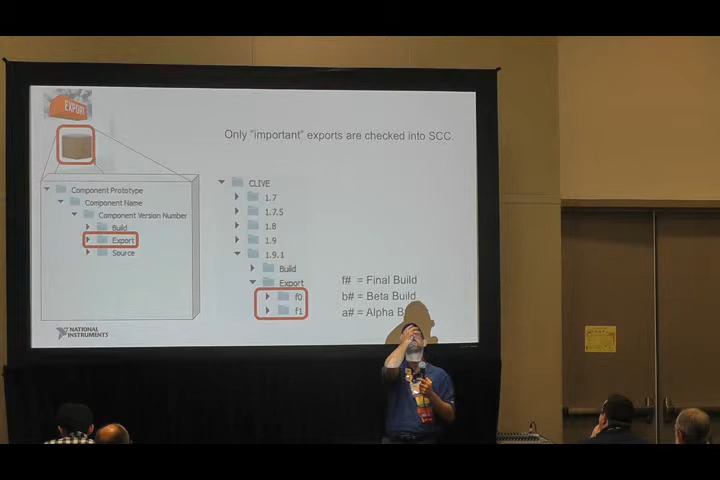 EXPORT
Only "important" exports are checked into SCC.
Component Prototype
Component Name
Component Version Number
Build
Export
Source
CLIVE
1.7
1.7.5
1.8
1.9
1.9.1
Build
Export
f0
f1
f# = Final Build
b# = Beta Build
a# = Alpha B
NATIONAL
INSTRUMENTS